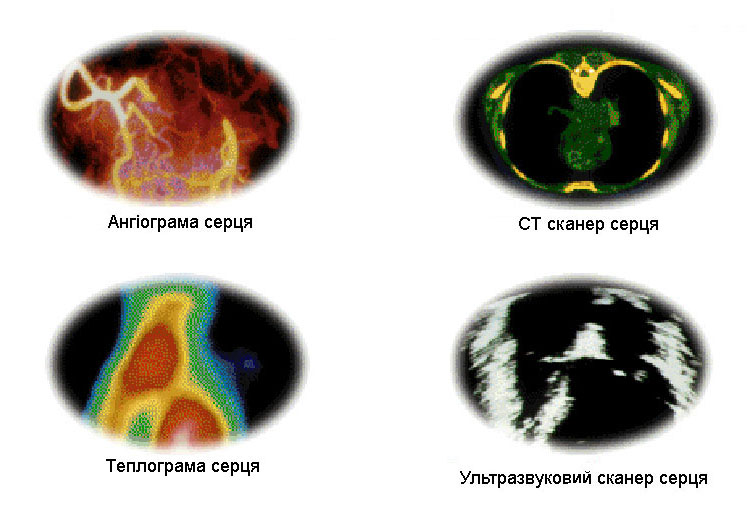 Ангіограма серця
СТ сканер серця
Теплограма серця
Ультразвуковий сканер серця